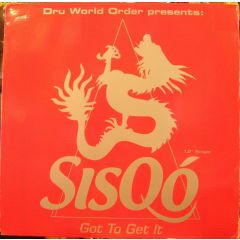 Dru World Order presents:
12" Single
SISQÓ
Got To Get It